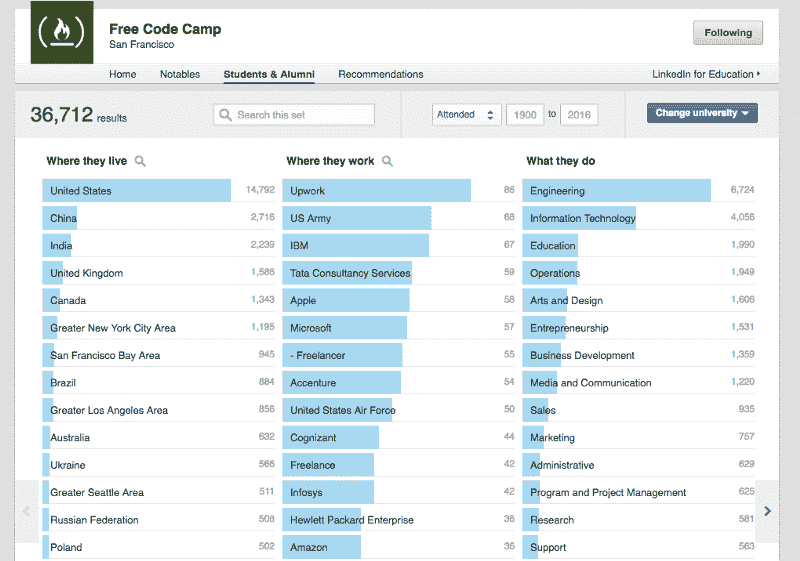 Free Code Camp
San Francisco
Following
Home Notables Students & Alumni Recommendations LinkedIn for Education
36,712 results Search this set Attended 1900 to 2016 Change university
Where they live
United States 14,792
China 2,716
India 2,239
United Kingdom 1,586
Canada 1,343
Greater New York City Area 1,195
San Francisco Bay Area 945
Brazil 884
Greater Los Angeles Area 856
Australia 632
Ukraine 566
Greater Seattle Area 511
Russian Federation 508
Poland 502
Where they work
Upwork 86
US Army 68
IBM 67
Tata Consultancy Services 59
Apple 58
Microsoft 57
- Freelancer 55
Accenture 54
United States Air Force 50
Cognizant 44
Freelance 42
Infosys 42
Hewlett Packard Enterprise 36
Amazon 36
What they do
Engineering 6,724
Information Technology 4,056
Education 1,990
Operations 1,949
Arts and Design 1,606
Entrepreneurship 1,531
Business Development 1,359
Media and Communication 1,220
Sales 935
Marketing 757
Administrative 629
Program and Project Management 625
Research 581
Support 563